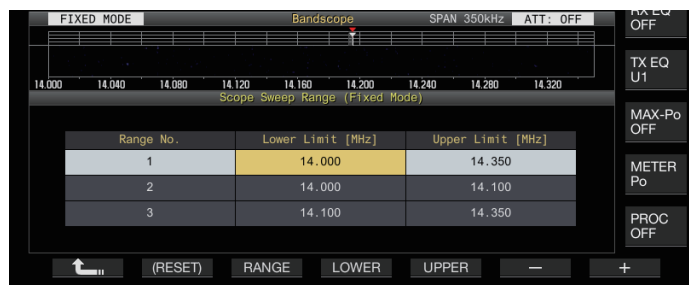 FIXED MODE Bandscope SPAN 350kHz ATT: OFF
RX EQ
OFF
14.000 14.040 14.080 14.120 14.160 14.200 14.240 14.280 14.320
TX EQ
U1
Scope Sweep Range (Fixed Mode)
MAX-Po
OFF
Range No. Lower Limit [MHz] Upper Limit [MHz]
1 14.000 14.350
METER
Po
2 14.000 14.100
3 14.100 14.350
PROC
OFF
(RESET) RANGE LOWER UPPER — +